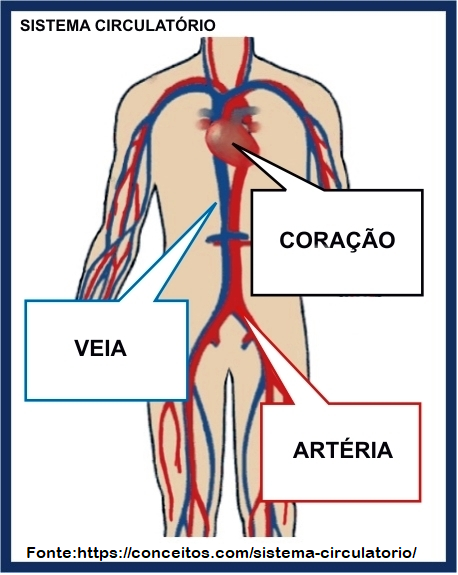 SISTEMA CIRCULATÓRIO
CORAÇÃO
VEIA
ARTÉRIA
Fonte:https://conceitos.com/sistema-circulatorio/